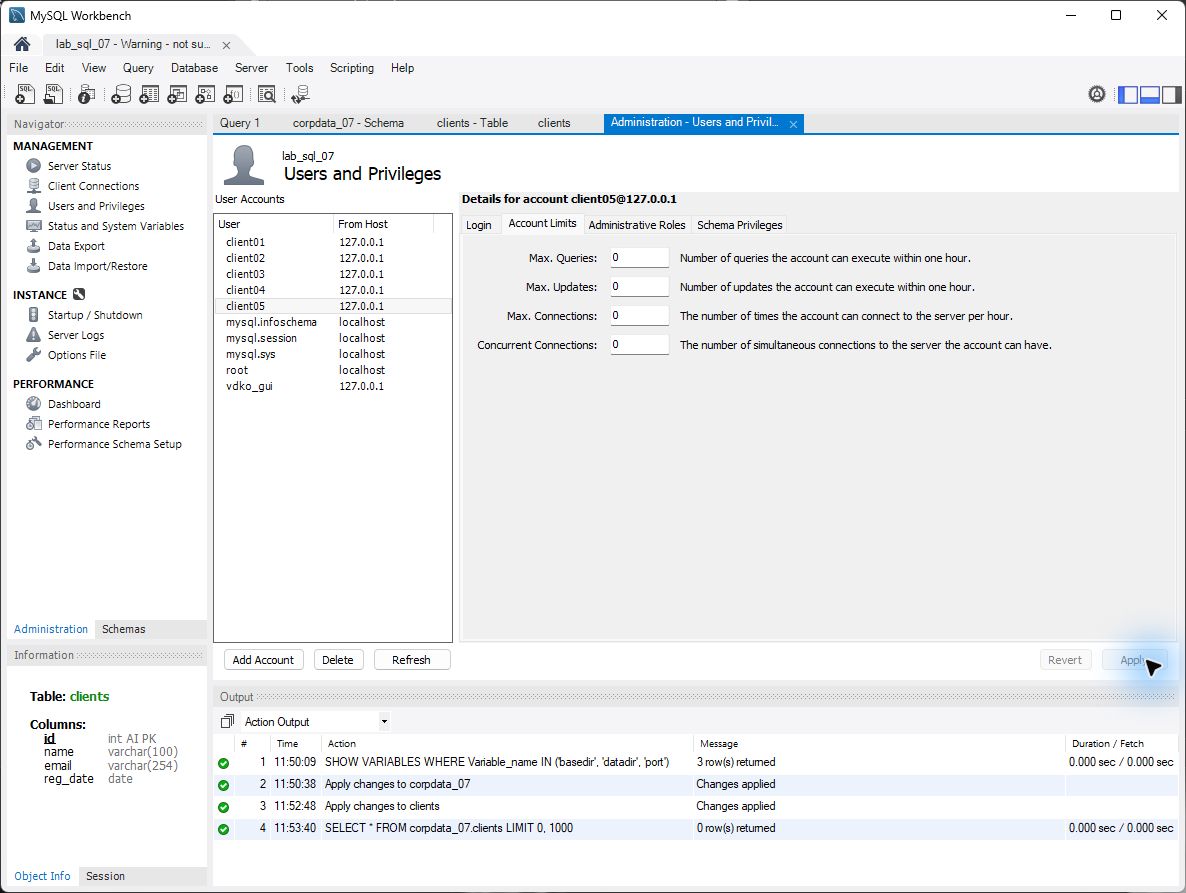 MySQL Workbench
lab_sql_07 - Warning - not su...
File Edit View Query Database Server Tools Scripting Help
Navigator
MANAGEMENT
Server Status
Client Connections
Users and Privileges
Status and System Variables
Data Export
Data Import/Restore
INSTANCE
Startup / Shutdown
Server Logs
Options File
PERFORMANCE
Dashboard
Performance Reports
Performance Schema Setup
Administration Schemas
Information
Table: clients
Columns:
id int AI PK
name varchar(100)
email varchar(254)
reg_date date
Object Info Session
Query 1 corpdata_07 - Schema clients - Table clients Administration - Users and Privil...
lab_sql_07
Users and Privileges
User Accounts
User From Host
client01 127.0.0.1
client02 127.0.0.1
client03 127.0.0.1
client04 127.0.0.1
client05 127.0.0.1
mysql.infoschema localhost
mysql.session localhost
mysql.sys localhost
root localhost
vdko_gui 127.0.0.1
Add Account Delete Refresh
Details for account client05@127.0.0.1
Login Account Limits Administrative Roles Schema Privileges
Max. Queries: 0 Number of queries the account can execute within one hour.
Max. Updates: 0 Number of updates the account can execute within one hour.
Max. Connections: 0 The number of times the account can connect to the server per hour.
Concurrent Connections: 0 The number of simultaneous connections to the server the account can have.
Revert Apply
Output
Action Output
# Time Action Message Duration / Fetch
1 11:50:09 SHOW VARIABLES WHERE Variable_name IN ('basedir', 'datadir', 'port') 3 row(s) returned 0.000 sec / 0.000 sec
2 11:50:38 Apply changes to corpdata_07 Changes applied
3 11:52:48 Apply changes to clients Changes applied
4 11:53:40 SELECT * FROM corpdata_07.clients LIMIT 0, 1000 0 row(s) returned 0.000 sec / 0.000 sec